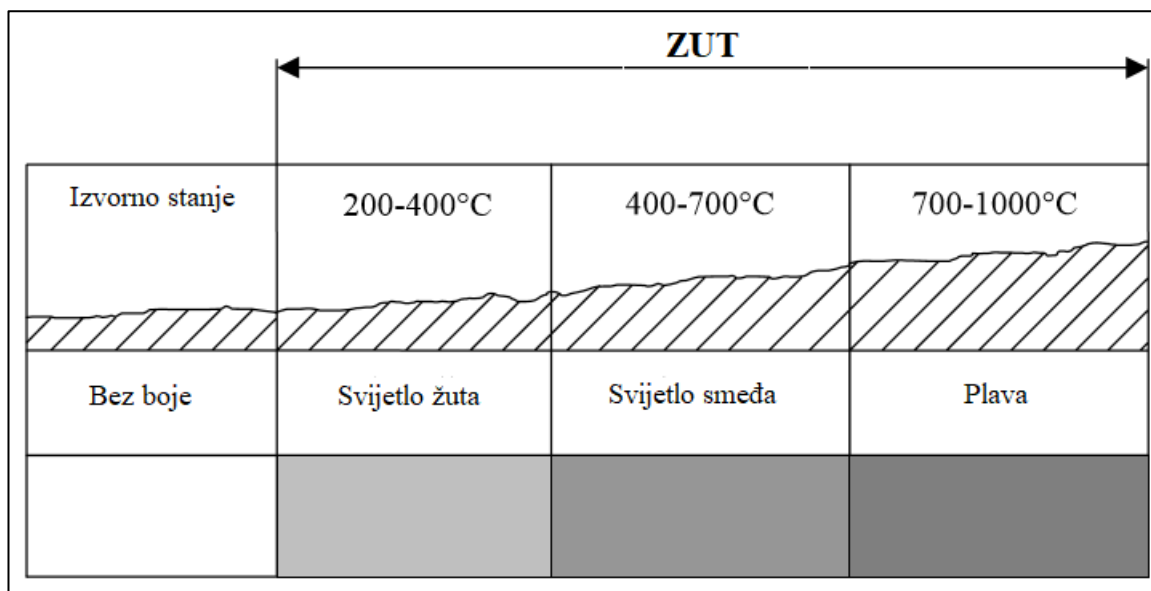 ZUT
Izvorno stanje
200-400°C
400-700°C
700-1000°C
Bez boje
Svijetlo žuta
Svijetlo smeđa
Plava